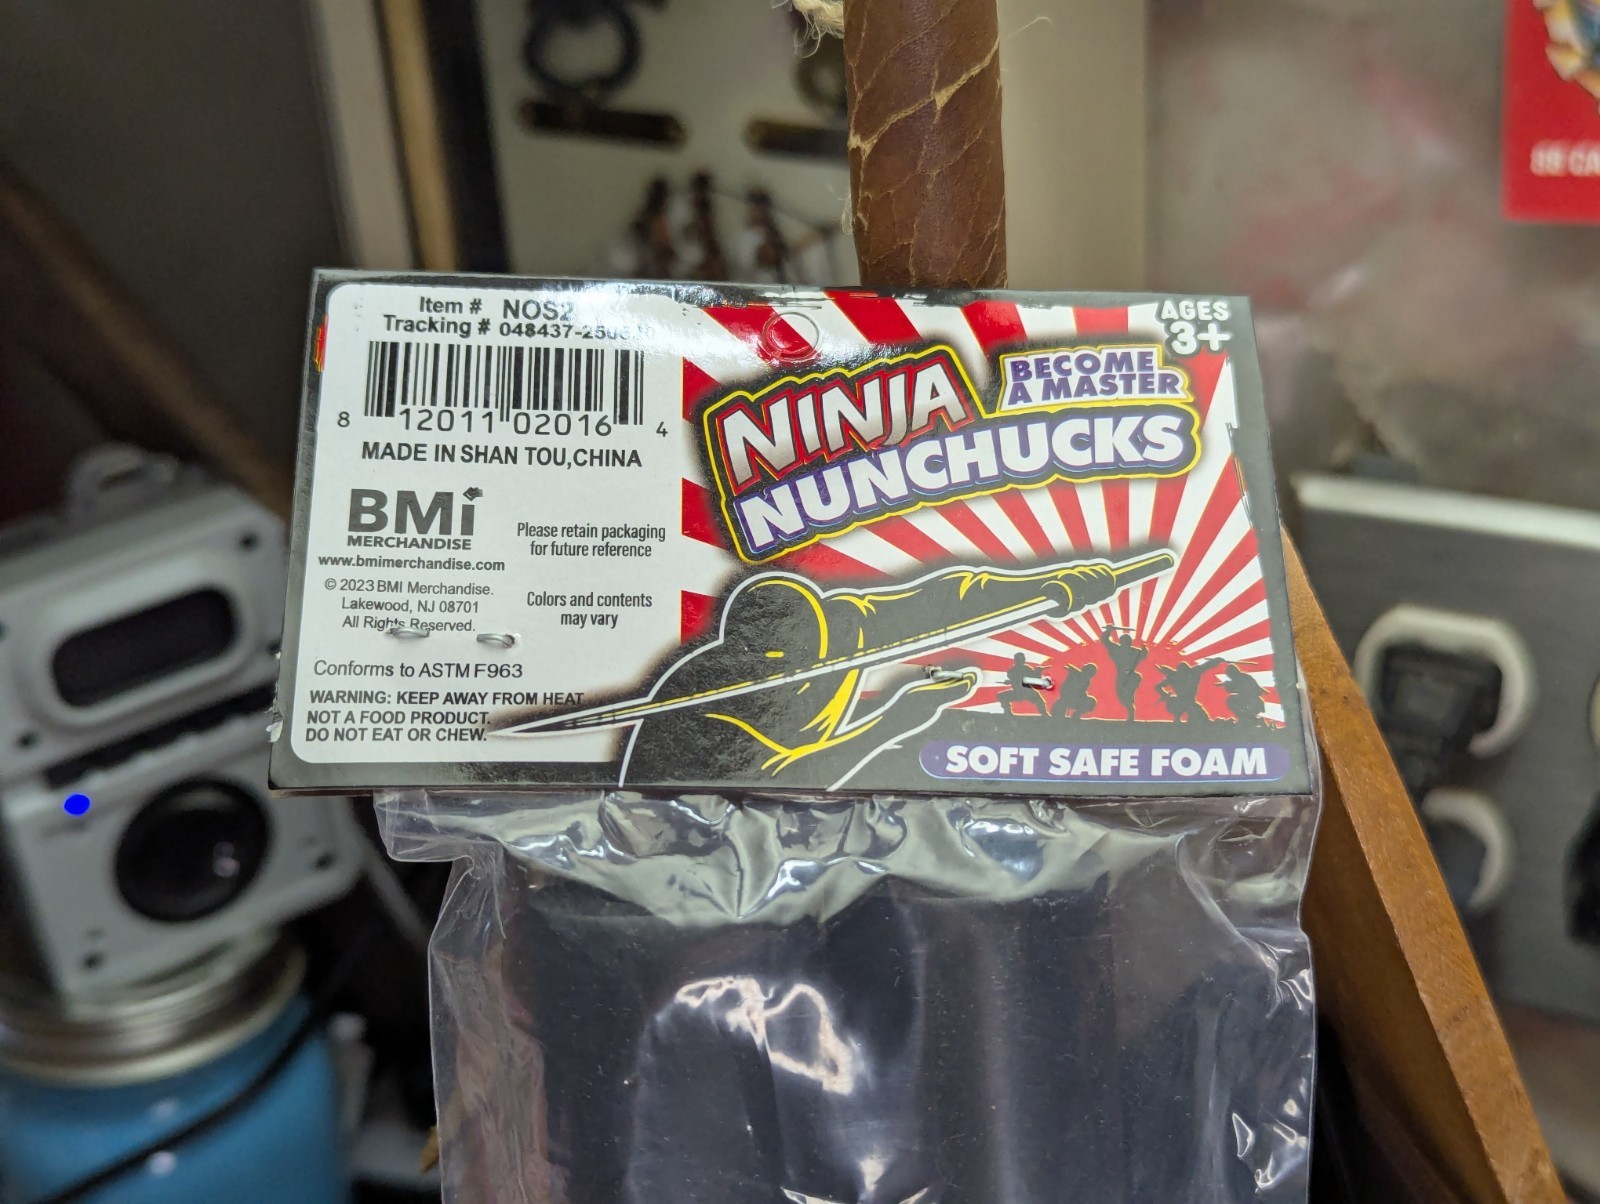 Item # NOS2
Tracking #
8 12011 02016 4
MADE IN SHAN TOU,CHINA
BMi
MERCHANDISE
www.bmimerchandise.com
© 2023 BMI Merchandise.
Lakewood, NJ 08701
All Rights Reserved.
Please retain packaging
for future reference
Colors and contents
may vary
Conforms to ASTM F963
WARNING: KEEP AWAY FROM HEAT
NOT A FOOD PRODUCT.
DO NOT EAT OR CHEW.
AGES
3+
BECOME
A MASTER
NINJA
NUNCHUCKS
SOFT SAFE FOAM